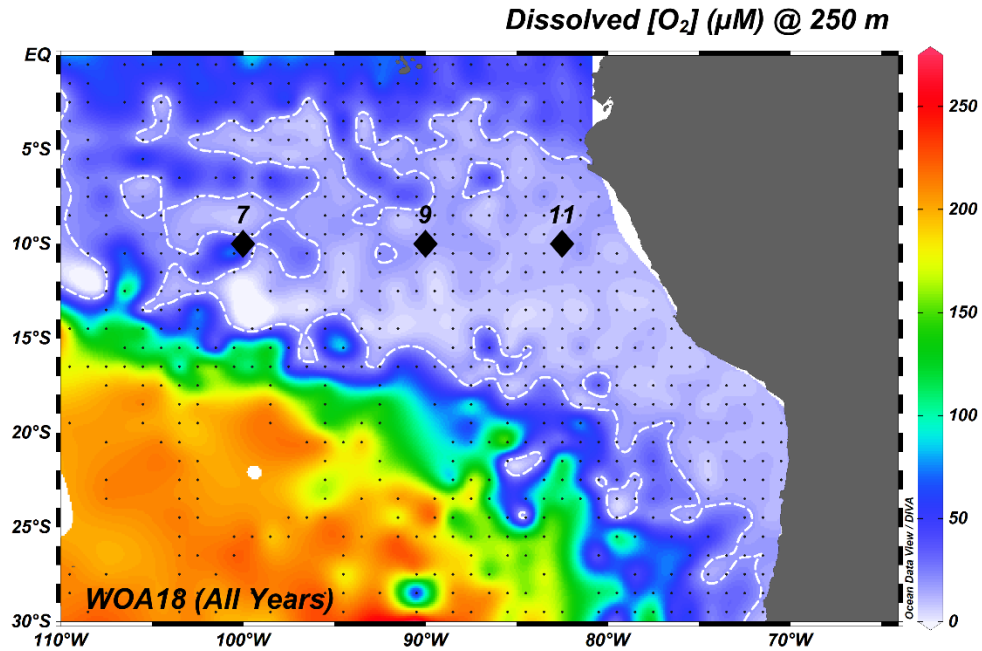 Dissolved [O₂] (µM) @ 250 m
EQ
5°S
10°S
15°S
20°S
25°S
30°S
7
9
11
WOA18 (All Years)
110°W
100°W
90°W
80°W
70°W
250
200
150
100
50
0
Ocean Data View / DIVA